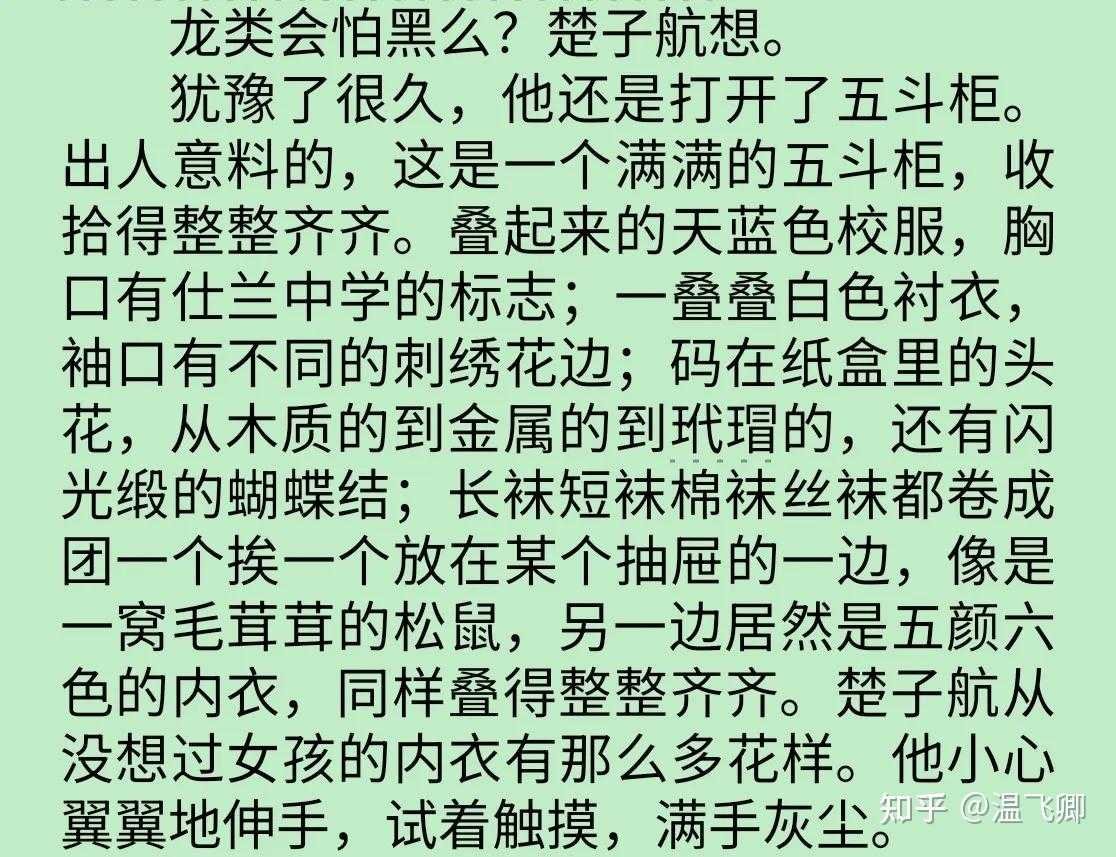 龙类会怕黑么？楚子航想。
犹豫了很久，他还是打开了五斗柜。
出人意料的，这是一个满满的五斗柜，收
拾得整整齐齐。叠起来的天蓝色校服，胸
口有仕兰中学的标志；一叠叠白色衬衣，
袖口有不同的刺绣花边；码在纸盒里的头
花，从木质的到金属的到玳瑁的，还有闪
光缎的蝴蝶结；长袜短袜棉袜丝袜都卷成
团一个挨一个放在某个抽屉的一边，像是
一窝毛茸茸的松鼠，另一边居然是五颜六
色的内衣，同样叠得整整齐齐。楚子航从
没想过女孩的内衣有那么多花样。他小心
翼翼地伸手，试着触摸，满手灰尘。
知乎 @温飞卿